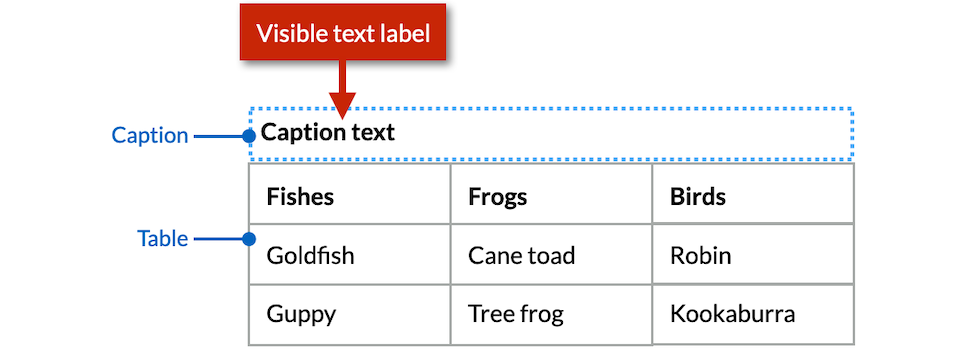 Visible text label
Caption
Caption text
Fishes Frogs Birds
Table
Goldfish Cane toad Robin
Guppy Tree frog Kookaburra